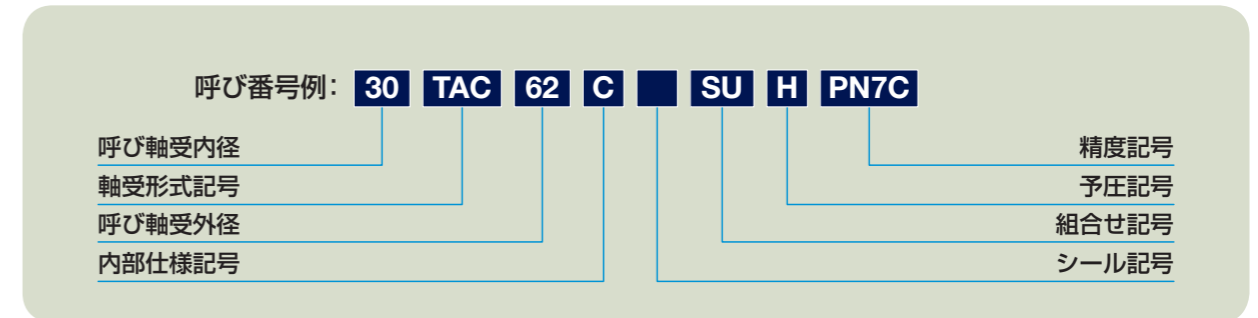 呼び番号例: 30 TAC 62 C SU H PN7C
呼び軸受内径
軸受形式記号
呼び軸受外径
内部仕様記号
精度記号
予圧記号
組合せ記号
シール記号